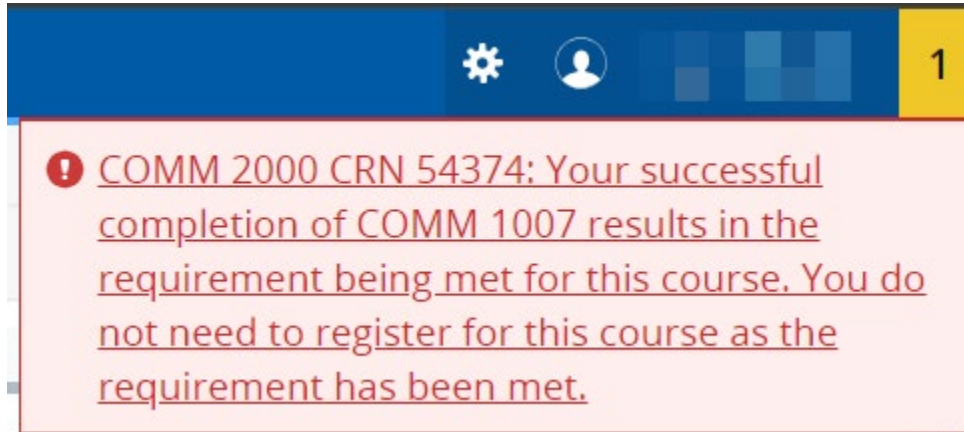 1
COMM 2000 CRN 54374: Your successful
completion of COMM 1007 results in the
requirement being met for this course. You do
not need to register for this course as the
requirement has been met.